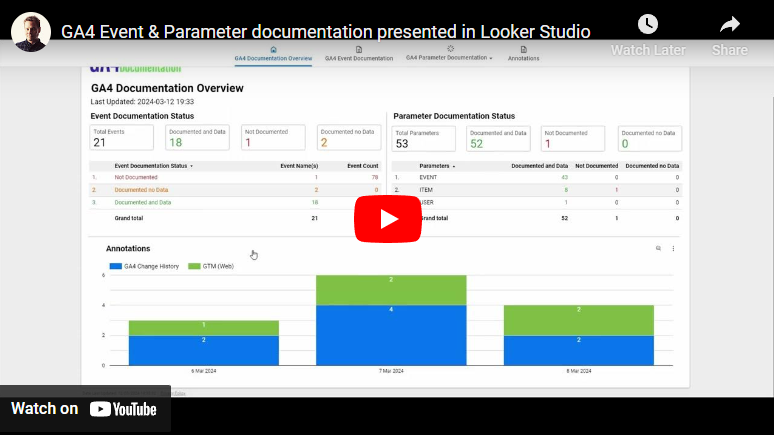 GA4 Event & Parameter documentation presented in Looker Studio
Watch Later
Share
GA4 Documentation Overview
GA4 Event Documentation
GA4 Parameter Documentation
Annotations
GA4 Documentation
GA4 Documentation Overview
Last Updated: 2024-03-12 19:33
Event Documentation Status
Total Events
21
Documented and Data
18
Not Documented
1
Documented no Data
2
Event Documentation Status Event Name(s) Event Count
1. Not Documented 1 78
2. Documented no Data 2 0
3. Documented and Data 18
Grand total 21
Parameter Documentation Status
Total Parameters
53
Documented and Data
52
Not Documented
1
Documented no Data
0
Parameters Documented and Data Not Documented Documented no Data
1. EVENT 43 0 0
2. ITEM 8 1 0
USER 1 0 0
Grand total 52 1 0
Annotations
GA4 Change History GTM (Web)
6
4
2
0
1
2
2
4
2
2
6 Mar 2024
7 Mar 2024
8 Mar 2024
Watch on YouTube